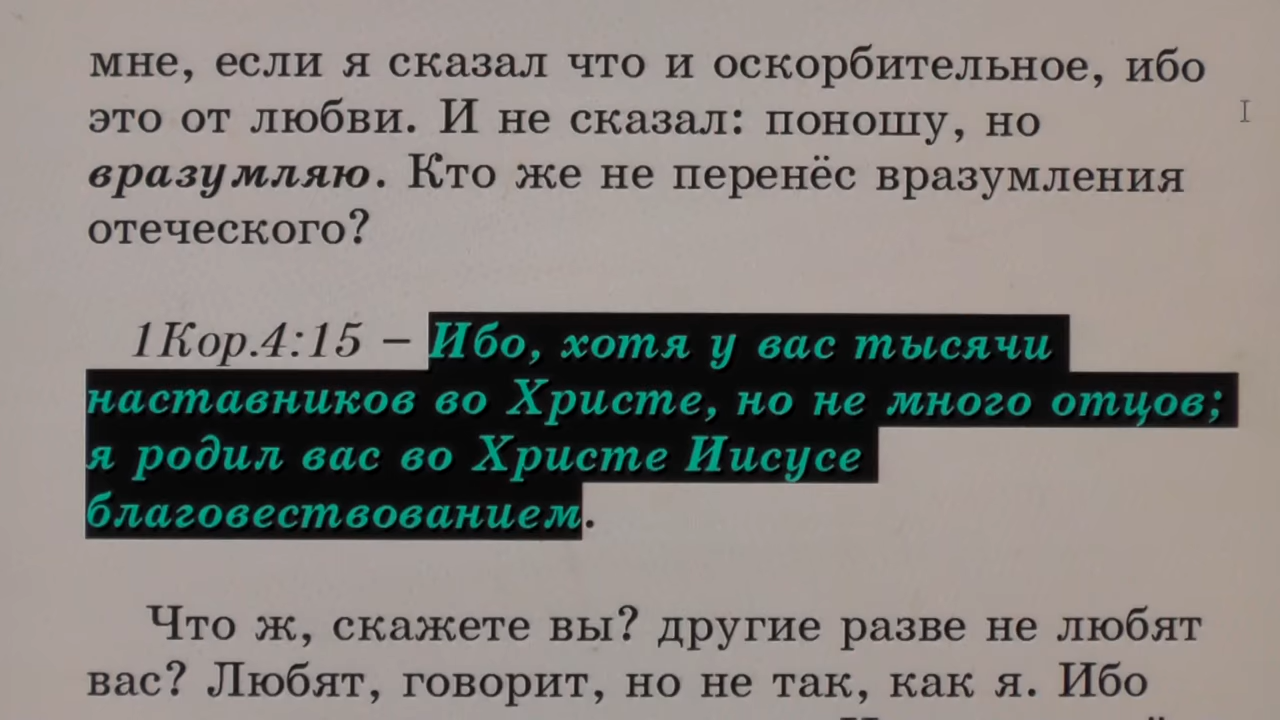 мне, если я сказал что и оскорбительное, ибо
это от любви. И не сказал: поношу, но
вразумляю. Кто же не перенёс вразумления
отеческого?
1Кор.4:15 – Ибо, хотя у вас тысячи
наставников во Христе, но не много отцов;
я родил вас во Христе Иисусе
благовествованием.
Что ж, скажете вы? другие разве не любят
вас? Любят, говорит, но не так, как я. Ибо